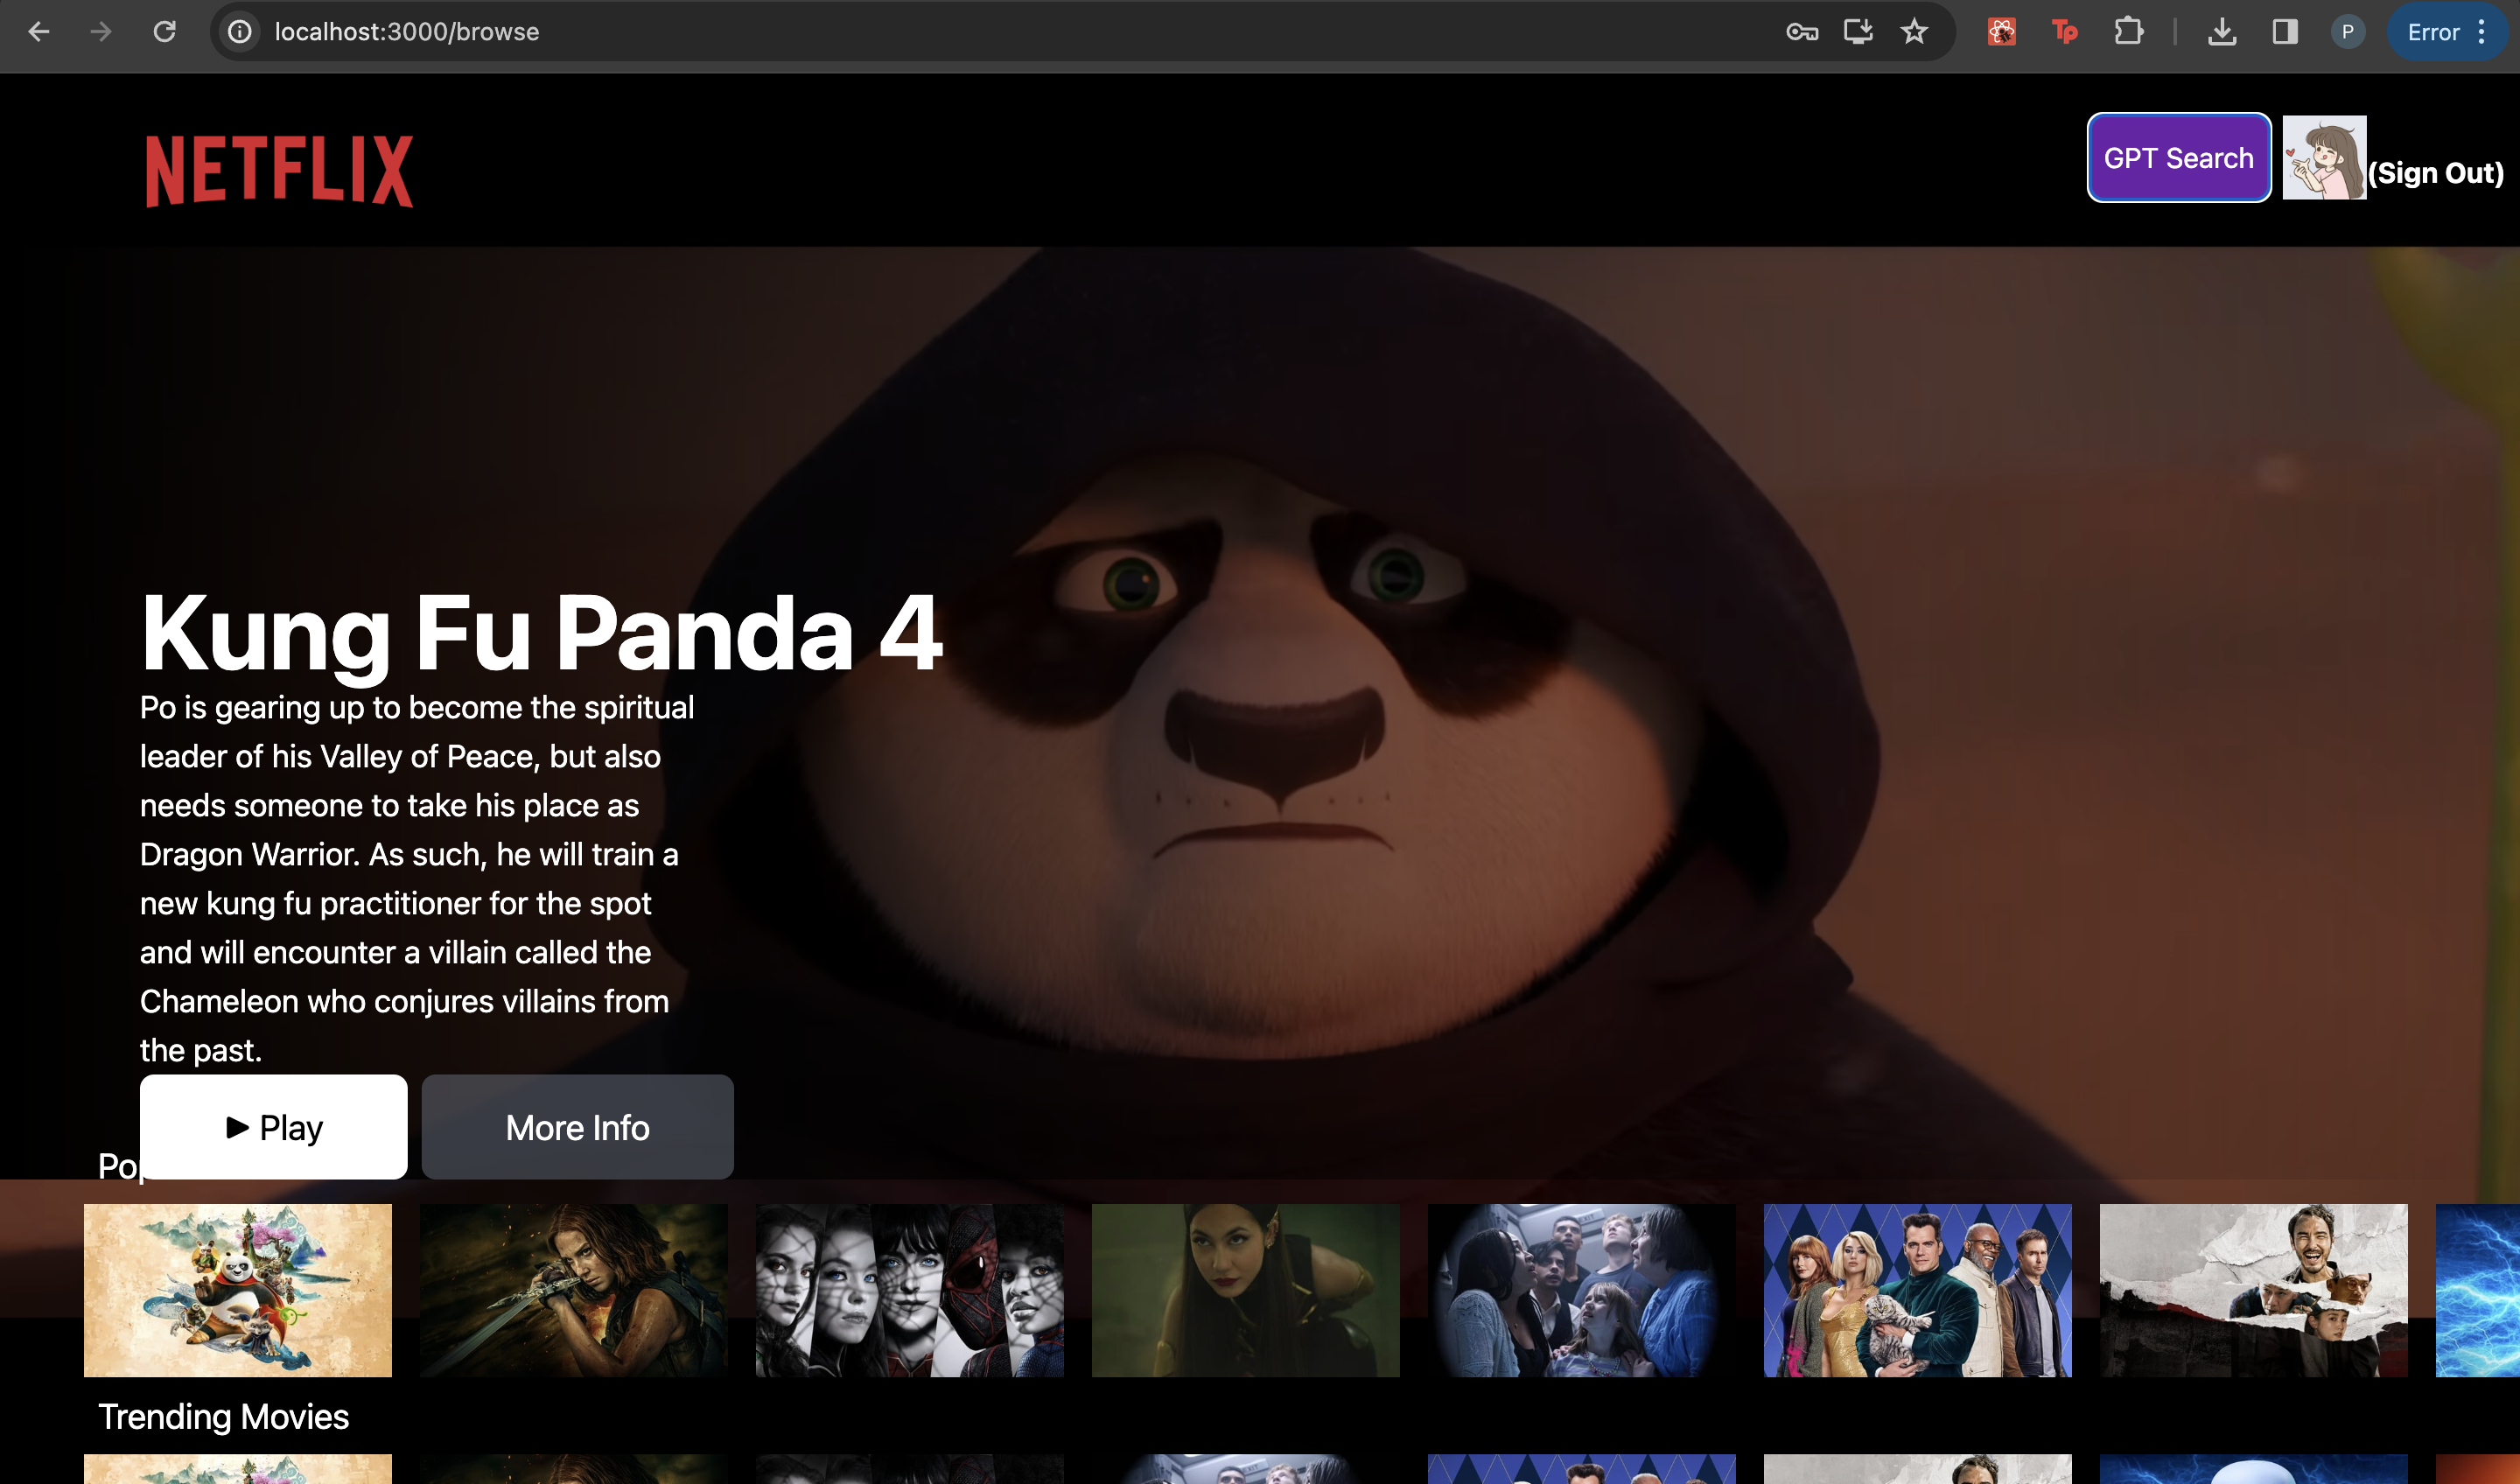 localhost:3000/browse
Tp
P
Error
NETFLIX
GPT Search
(Sign Out)
Kung Fu Panda 4
Po is gearing up to become the spiritual
leader of his Valley of Peace, but also
needs someone to take his place as
Dragon Warrior. As such, he will train a
new kung fu practitioner for the spot
and will encounter a villain called the
Chameleon who conjures villains from
the past.
Play
More Info
Pop
Trending Movies